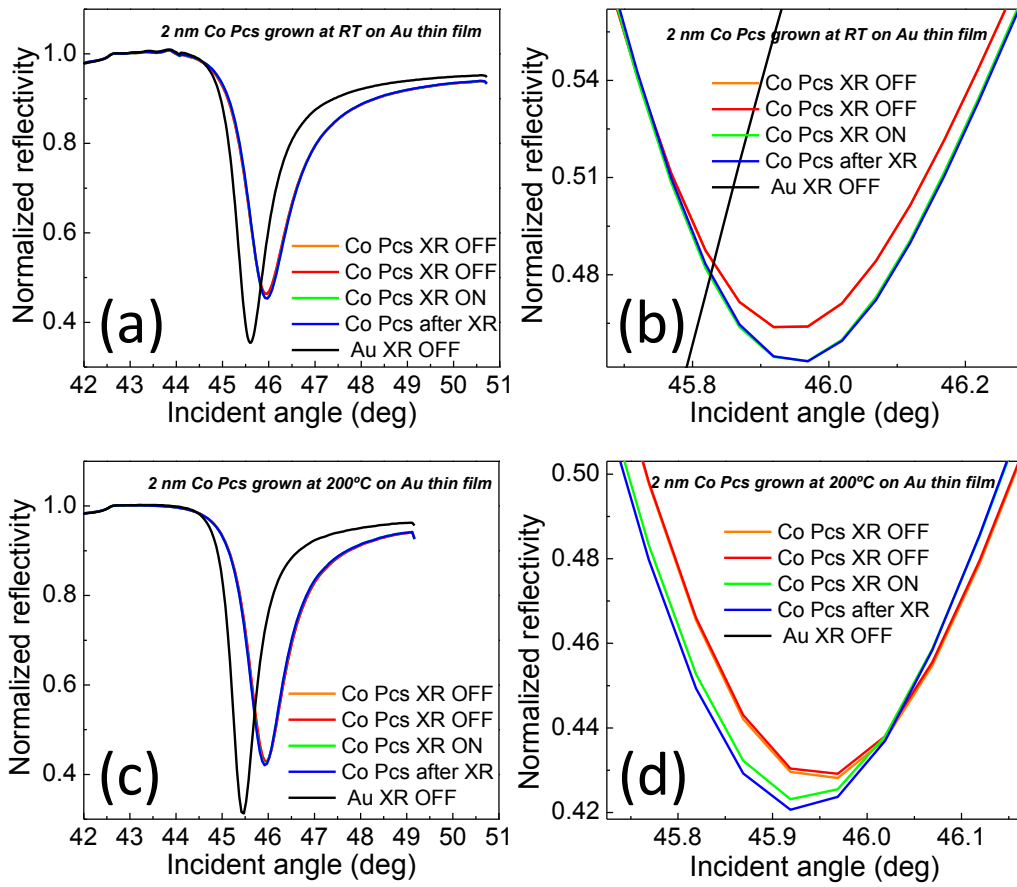 2 nm Co Pcs grown at RT on Au thin film
Normalized reflectivity
1.0
0.8
0.6
0.4
Co Pcs XR OFF
Co Pcs XR OFF
Co Pcs XR ON
Co Pcs after XR
Au XR OFF
(a)
42 43 44 45 46 47 48 49 50 51
Incident angle (deg)
2 nm Co Pcs grown at RT on Au thin film
Normalized reflectivity
0.54
0.51
0.48
Co Pcs XR OFF
Co Pcs XR OFF
Co Pcs XR ON
Co Pcs after XR
Au XR OFF
(b)
45.8 46.0 46.2
Incident angle (deg)
2 nm Co Pcs grown at 200ºC on Au thin film
Normalized reflectivity
1.0
0.8
0.6
0.4
Co Pcs XR OFF
Co Pcs XR OFF
Co Pcs XR ON
Co Pcs after XR
Au XR OFF
(c)
42 43 44 45 46 47 48 49 50 51
Incident angle (deg)
2 nm Co Pcs grown at 200ºC on Au thin film
Normalized reflectivity
0.50
0.48
0.46
0.44
0.42
Co Pcs XR OFF
Co Pcs XR OFF
Co Pcs XR ON
Co Pcs after XR
Au XR OFF
(d)
45.8 45.9 46.0 46.1
Incident angle (deg)